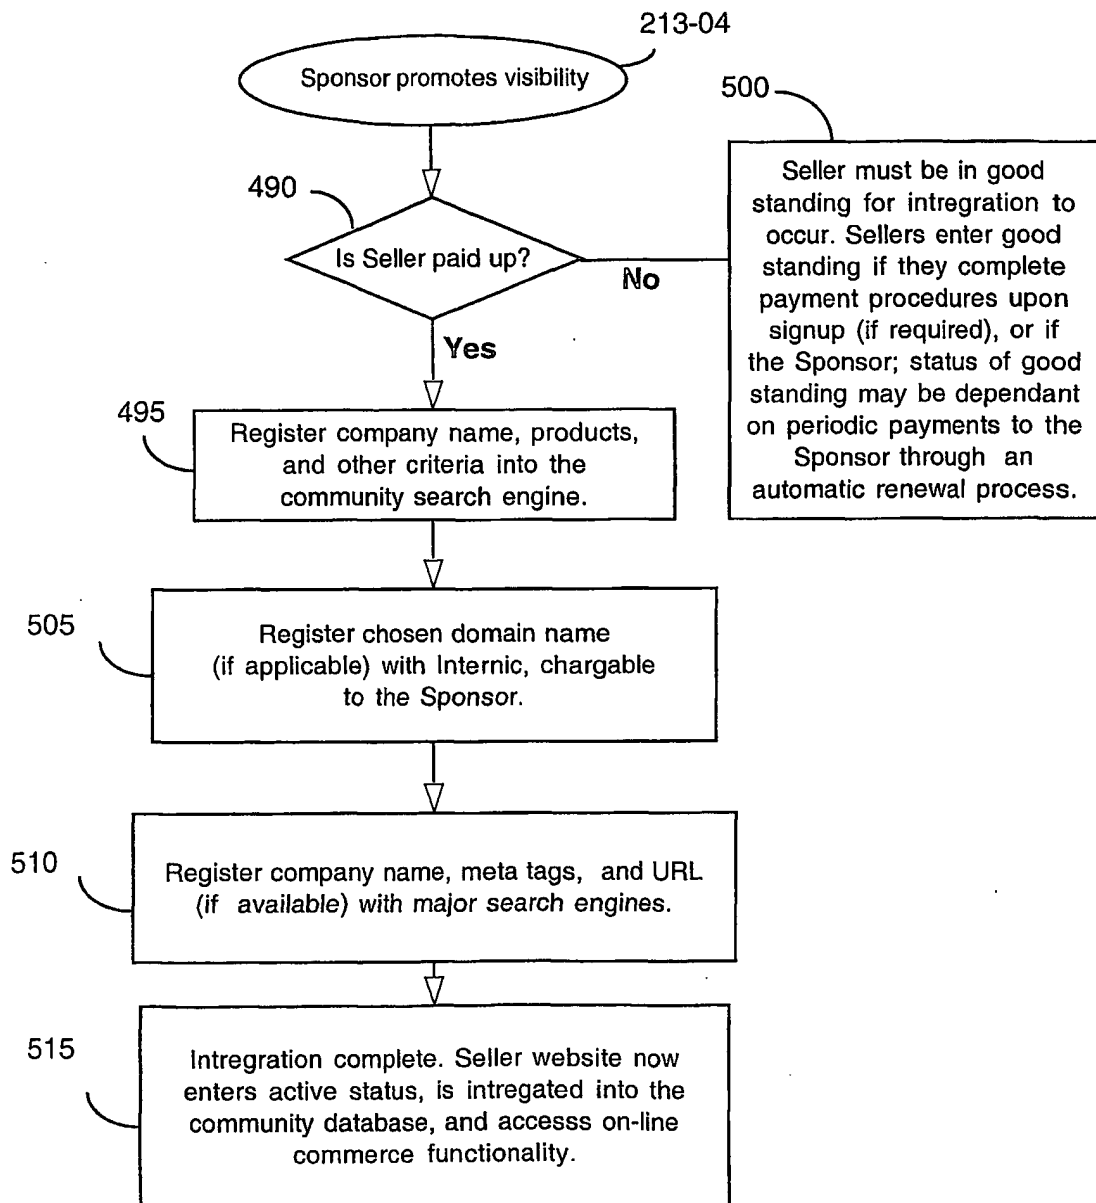 213-04
Sponsor promotes visibility
490
Is Seller paid up?
No
Yes
500
Seller must be in good
standing for intregration to
occur. Sellers enter good
standing if they complete
payment procedures upon
signup (if required), or if
the Sponsor; status of good
standing may be dependant
on periodic payments to the
Sponsor through an
automatic renewal process.
495
Register company name, products,
and other criteria into the
community search engine.
505
Register chosen domain name
(if applicable) with Internic, chargable
to the Sponsor.
510
Register company name, meta tags, and URL
(if available) with major search engines.
515
Intregration complete. Seller website now
enters active status, is intregated into the
community database, and accesss on-line
commerce functionality.